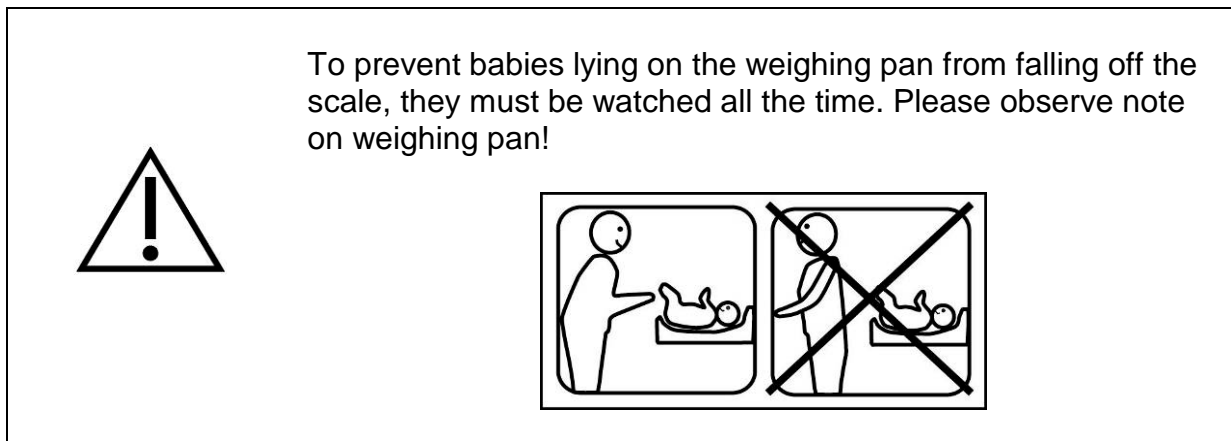 To prevent babies lying on the weighing pan from falling off the
scale, they must be watched all the time. Please observe note
on weighing pan!